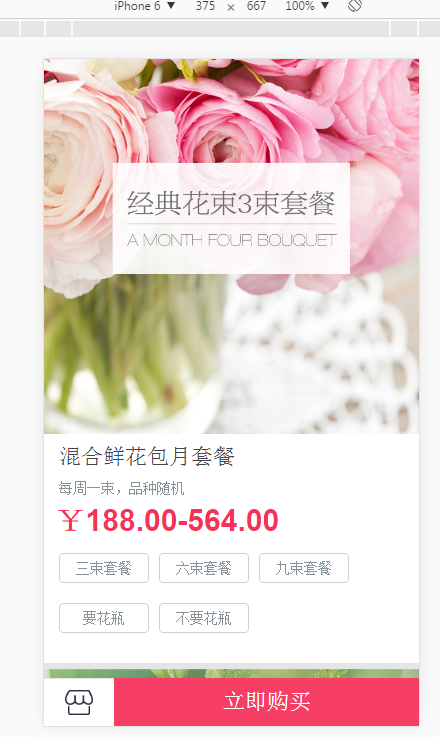 iPhone 6 ▼ 375 × 667 100% ▼
经典花束3束套餐
A MONTH FOUR BOUQUET
混合鲜花包月套餐
每周一束，品种随机
￥188.00-564.00
三束套餐 六束套餐 九束套餐
要花瓶 不要花瓶
立即购买